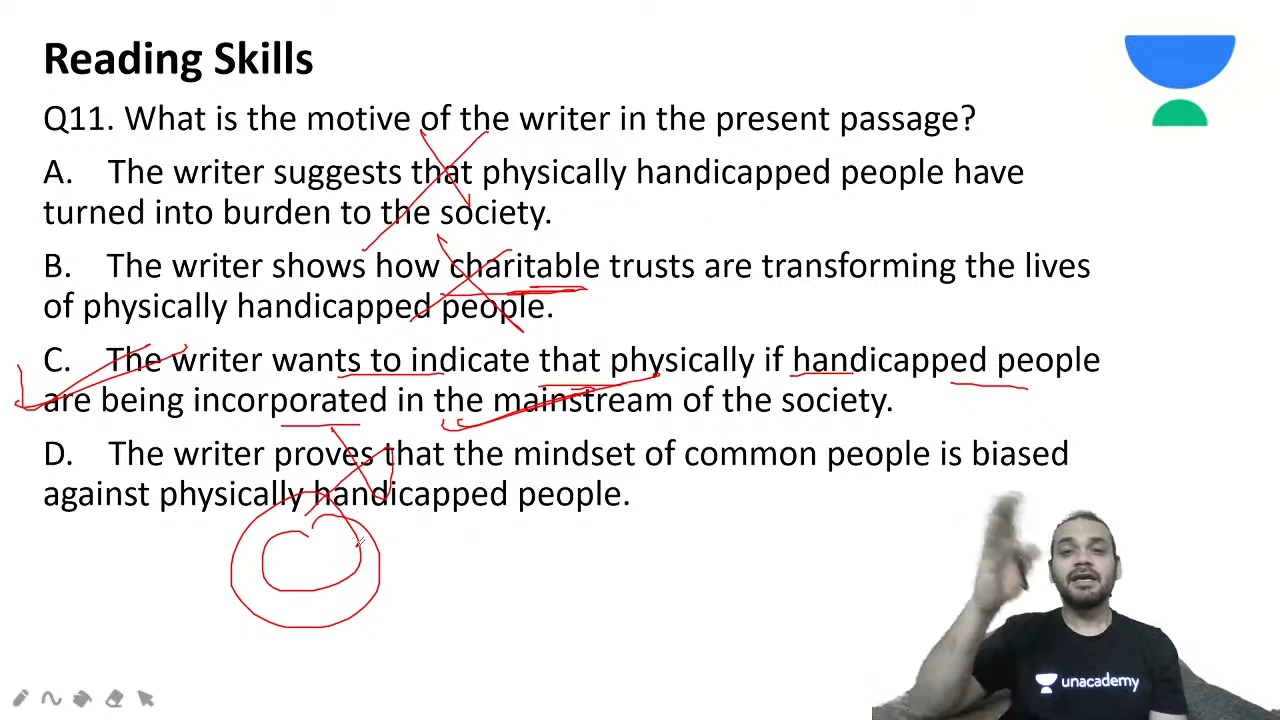 Reading Skills
Q11. What is the motive of the writer in the present passage?
A. The writer suggests that physically handicapped people have
turned into burden to the society.
B. The writer shows how charitable trusts are transforming the lives
of physically handicapped people.
C. The writer wants to indicate that physically if handicapped people
are being incorporated in the mainstream of the society.
D. The writer proves that the mindset of common people is biased
against physically handicapped people.
unacademy